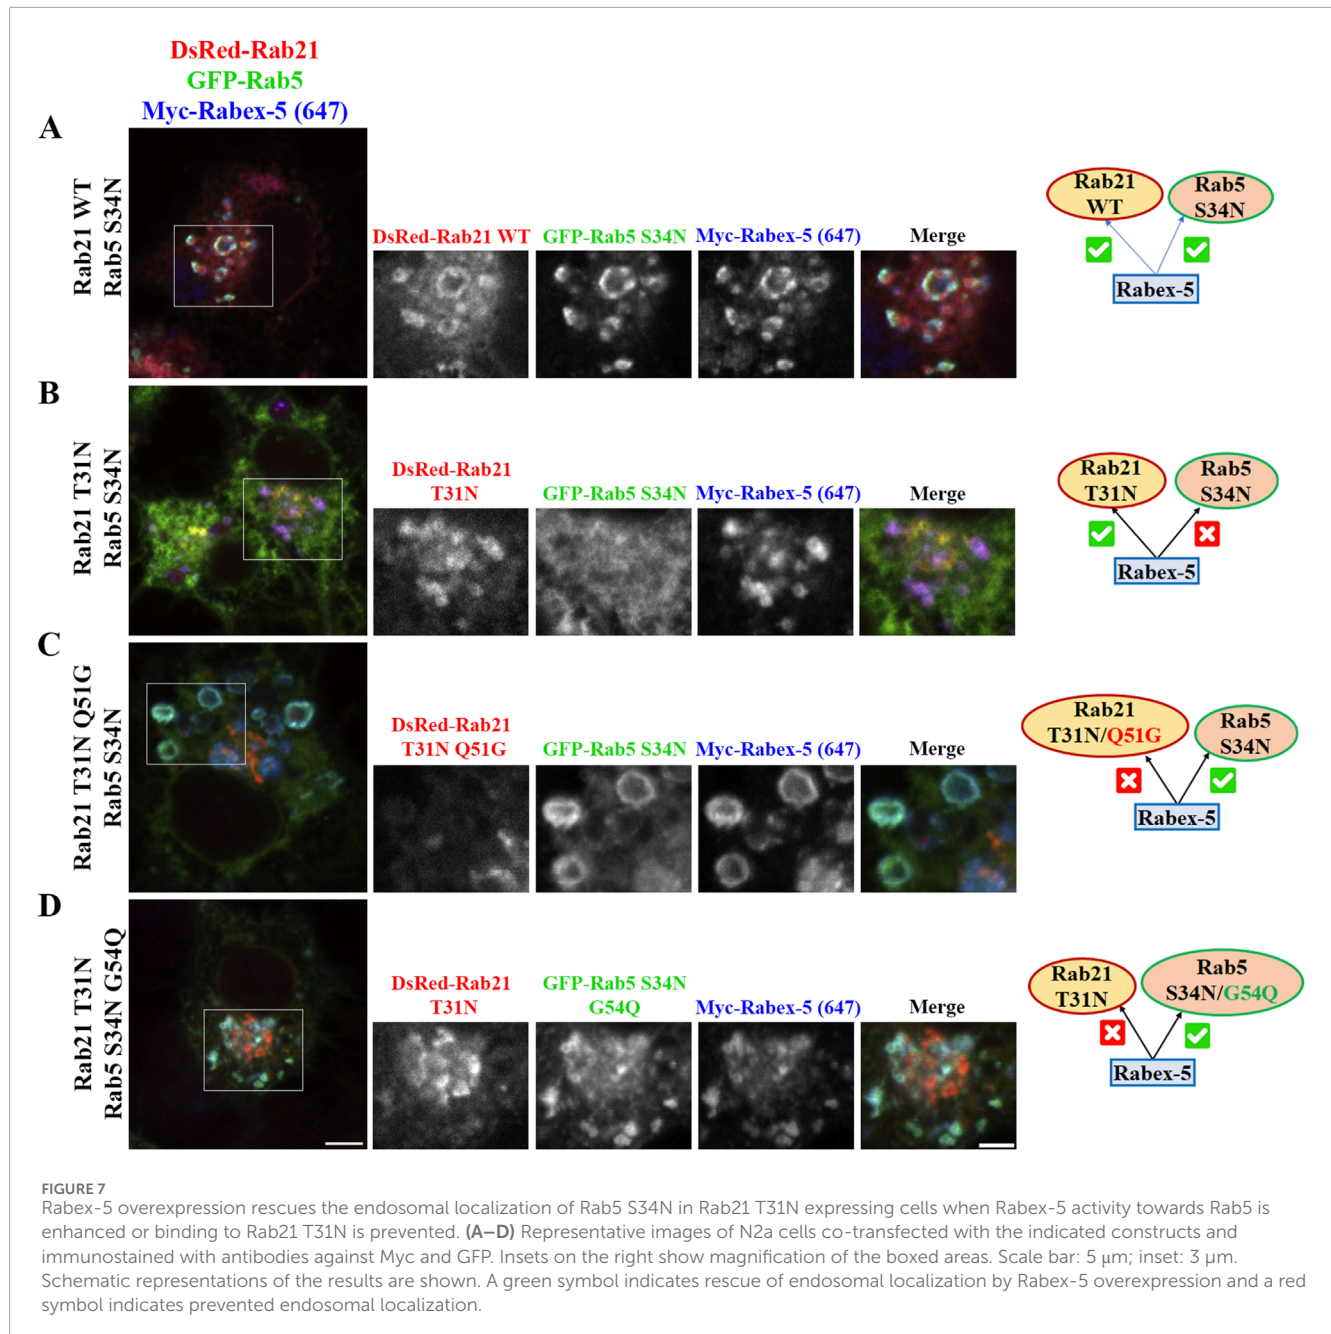 DsRed-Rab21
GFP-Rab5
Myc-Rabex-5 (647)
A
Rab21 WT
Rab5 S34N
DsRed-Rab21 WT
GFP-Rab5 S34N
Myc-Rabex-5 (647)
Merge
Rab21
WT
Rab5
S34N
Rabex-5
B
Rab21 T31N
Rab5 S34N
DsRed-Rab21
T31N
GFP-Rab5 S34N
Myc-Rabex-5 (647)
Merge
Rab21
T31N
Rab5
S34N
Rabex-5
C
Rab21 T31N Q51G
Rab5 S34N
DsRed-Rab21
T31N Q51G
GFP-Rab5 S34N
Myc-Rabex-5 (647)
Merge
Rab21
T31N/Q51G
Rab5
S34N
Rabex-5
D
Rab21 T31N
Rab5 S34N G54Q
DsRed-Rab21
T31N
GFP-Rab5 S34N
G54Q
Myc-Rabex-5 (647)
Merge
Rab21
T31N
Rab5
S34N/G54Q
Rabex-5
FIGURE 7
Rabex-5 overexpression rescues the endosomal localization of Rab5 S34N in Rab21 T31N expressing cells when Rabex-5 activity towards Rab5 is
enhanced or binding to Rab21 T31N is prevented. (A–D) Representative images of N2a cells co-transfected with the indicated constructs and
immunostained with antibodies against Myc and GFP. Insets on the right show magnification of the boxed areas. Scale bar: 5 μm; inset: 3 μm.
Schematic representations of the results are shown. A green symbol indicates rescue of endosomal localization by Rabex-5 overexpression and a red
symbol indicates prevented endosomal localization.